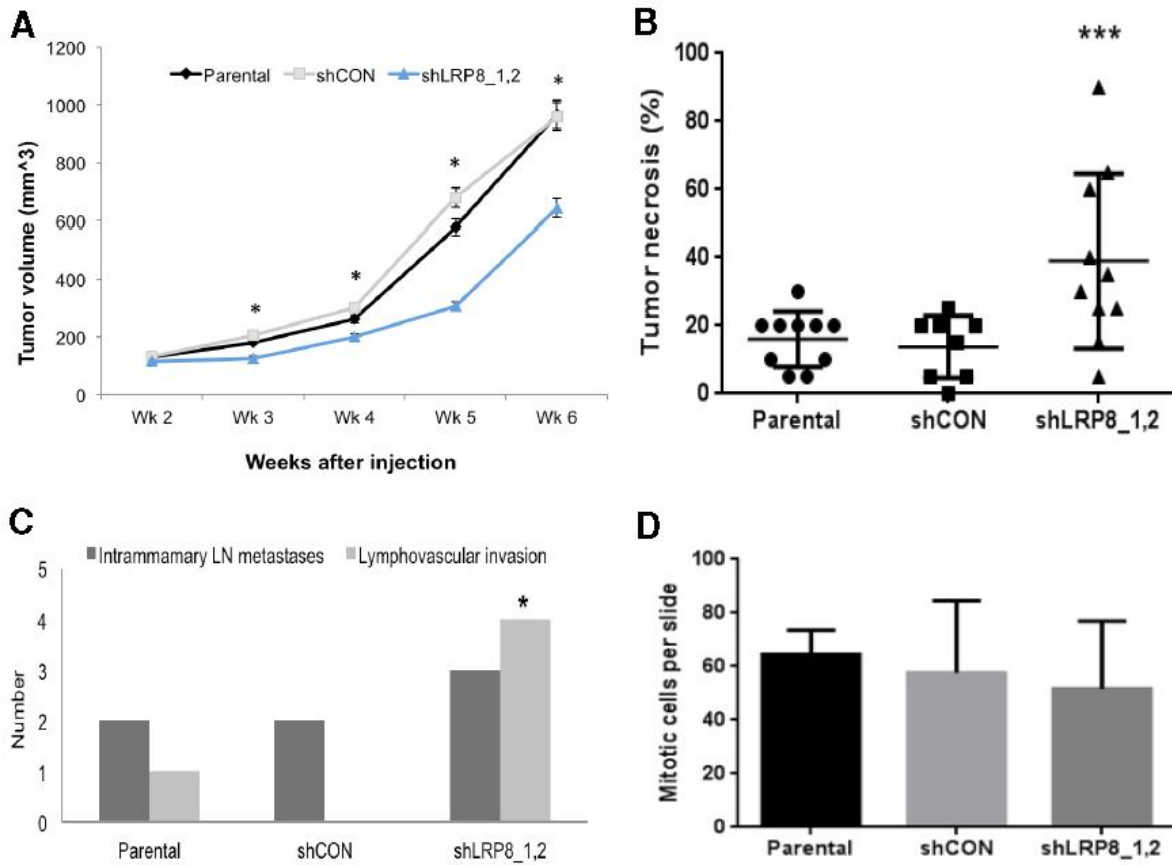 A
1200
1000
800
600
400
200
0
Tumor volume (mm^3)
Parental shCON shLRP8_1,2
*
*
*
*
Wk 2 Wk 3 Wk 4 Wk 5 Wk 6
Weeks after injection
B
***
100
80
60
40
20
0
Tumor necrosis (%)
Parental shCON shLRP8_1,2
C
Intrammamary LN metastases Lymphovascular invasion
5
4
3
2
1
0
Number
*
Parental shCON shLRP8_1,2
D
100
80
60
40
20
0
Mitotic cells per slide
Parental shCON shLRP8_1,2